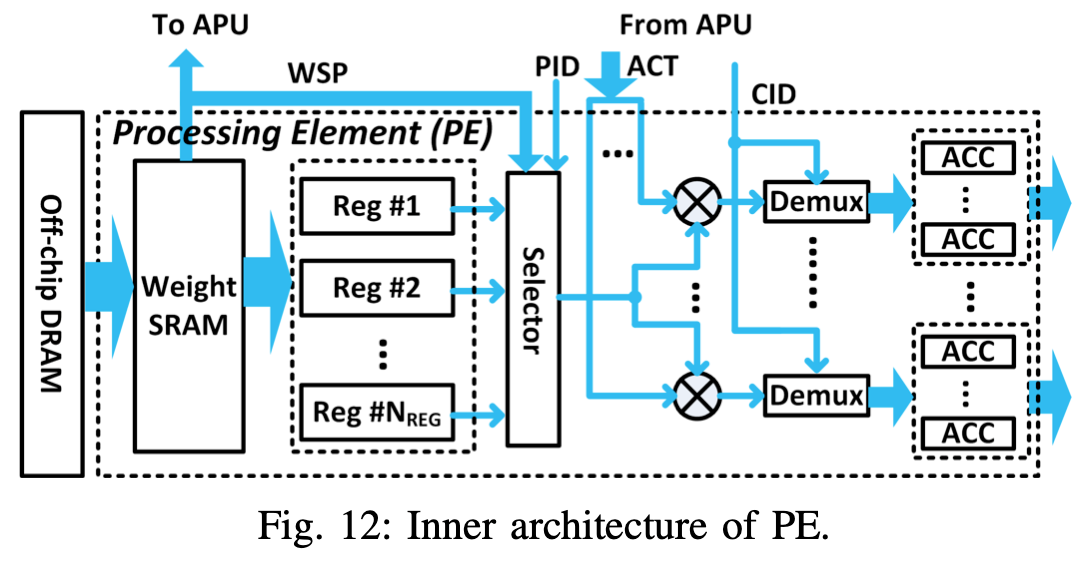 To APU
From APU
WSP
PID
ACT
CID
Processing Element (PE)
Off-chip DRAM
Weight
SRAM
Reg #1
Reg #2
Reg #NREG
Selector
...
Demux
Demux
ACC
ACC
ACC
ACC
Fig. 12: Inner architecture of PE.